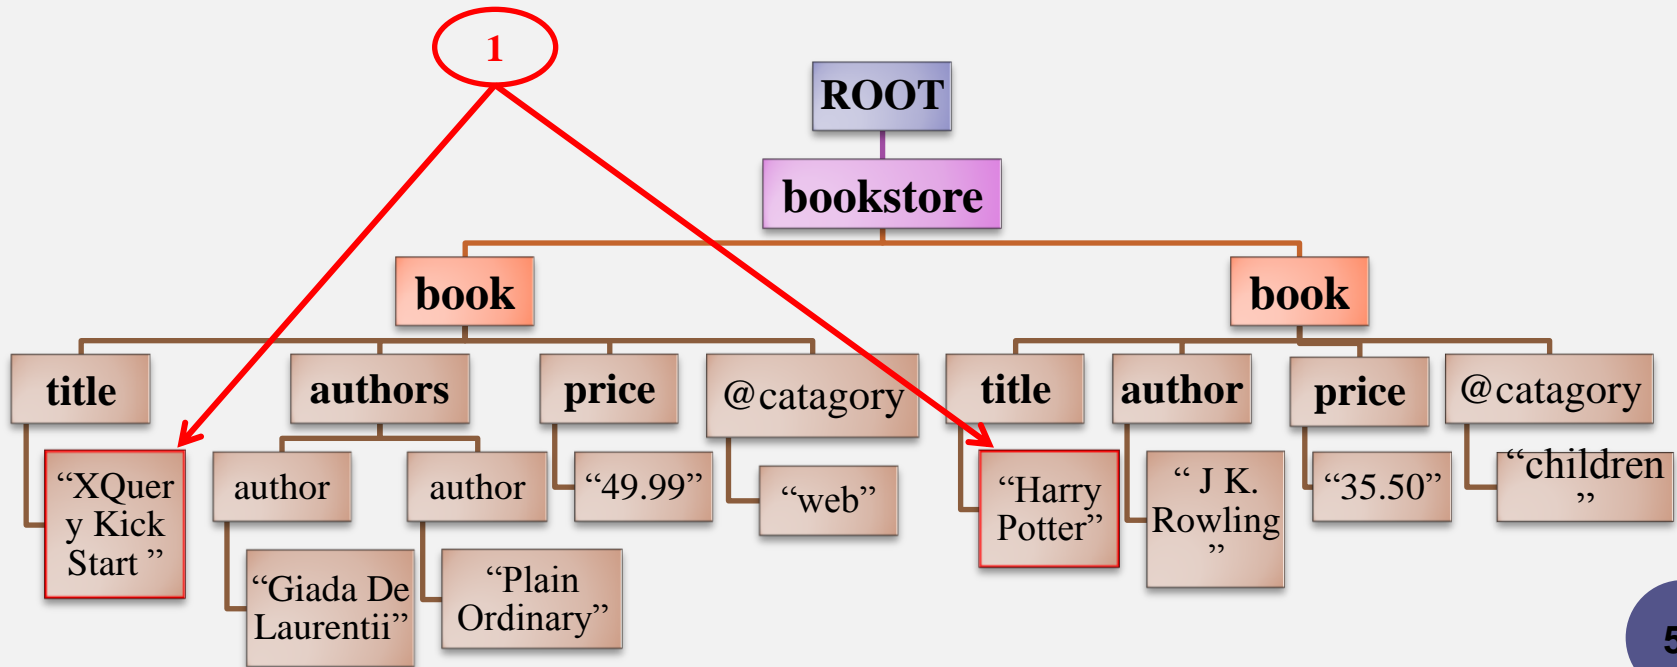 1
ROOT
bookstore
book
book
title
authors
price
@catagory
title
author
price
@catagory
“XQuer
y Kick
Start ”
author
author
“49.99”
“web”
“Harry
Potter”
“ J K.
Rowling
”
“35.50”
“children
”
“Giada De
Laurentii”
“Plain
Ordinary”
5